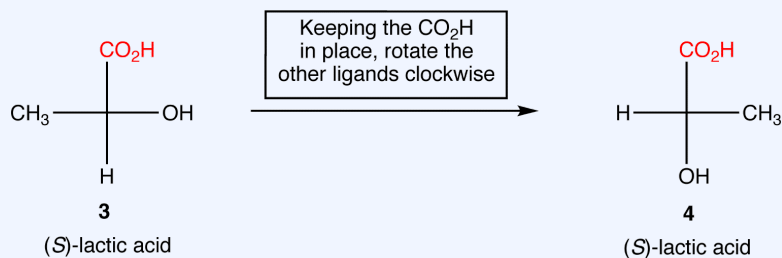 Keeping the CO₂H
in place, rotate the
other ligands clockwise
CO₂H
CH₃
OH
H
3
(S)-lactic acid
CO₂H
H
CH₃
OH
4
(S)-lactic acid